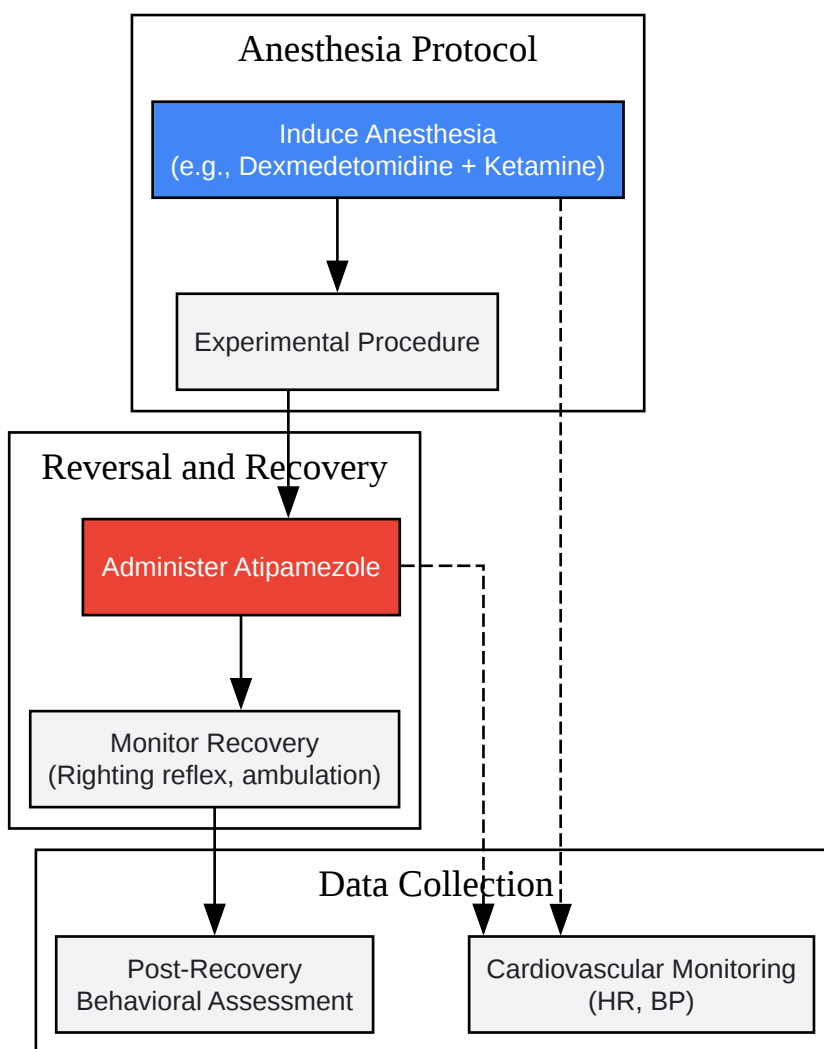 Anesthesia Protocol
Induce Anesthesia
(e.g., Dexmedetomidine + Ketamine)
Experimental Procedure
Reversal and Recovery
Administer Atipamezole
Monitor Recovery
(Righting reflex, ambulation)
Data Collection
Post-Recovery
Behavioral Assessment
Cardiovascular Monitoring
(HR, BP)